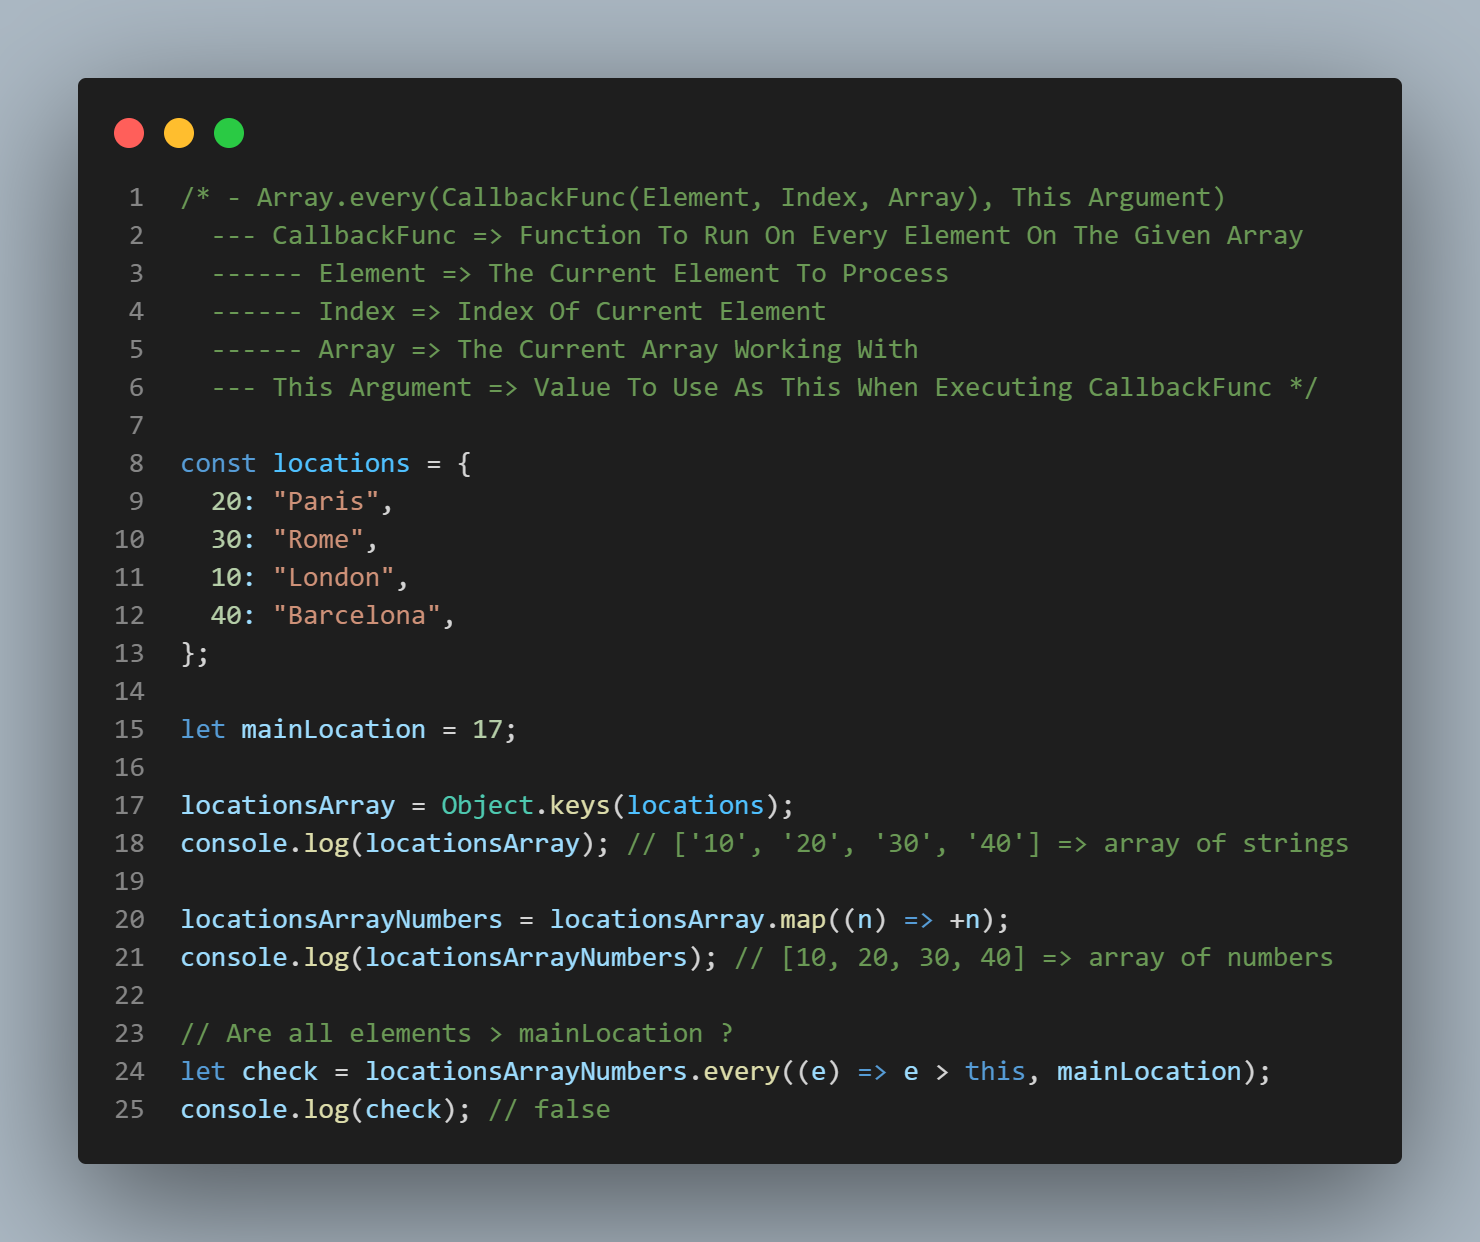 1 /* - Array.every(CallbackFunc(Element, Index, Array), This Argument)
2   --- CallbackFunc => Function To Run On Every Element On The Given Array
3   ------ Element => The Current Element To Process
4   ------ Index => Index Of Current Element
5   ------ Array => The Current Array Working With
6   --- This Argument => Value To Use As This When Executing CallbackFunc */
7
8 const locations = {
9   20: "Paris",
10   30: "Rome",
11   10: "London",
12   40: "Barcelona",
13 };
14
15 let mainLocation = 17;
16
17 locationsArray = Object.keys(locations);
18 console.log(locationsArray); // ['10', '20', '30', '40'] => array of strings
19
20 locationsArrayNumbers = locationsArray.map((n) => +n);
21 console.log(locationsArrayNumbers); // [10, 20, 30, 40] => array of numbers
22
23 // Are all elements > mainLocation ?
24 let check = locationsArrayNumbers.every((e) => e > this, mainLocation);
25 console.log(check); // false